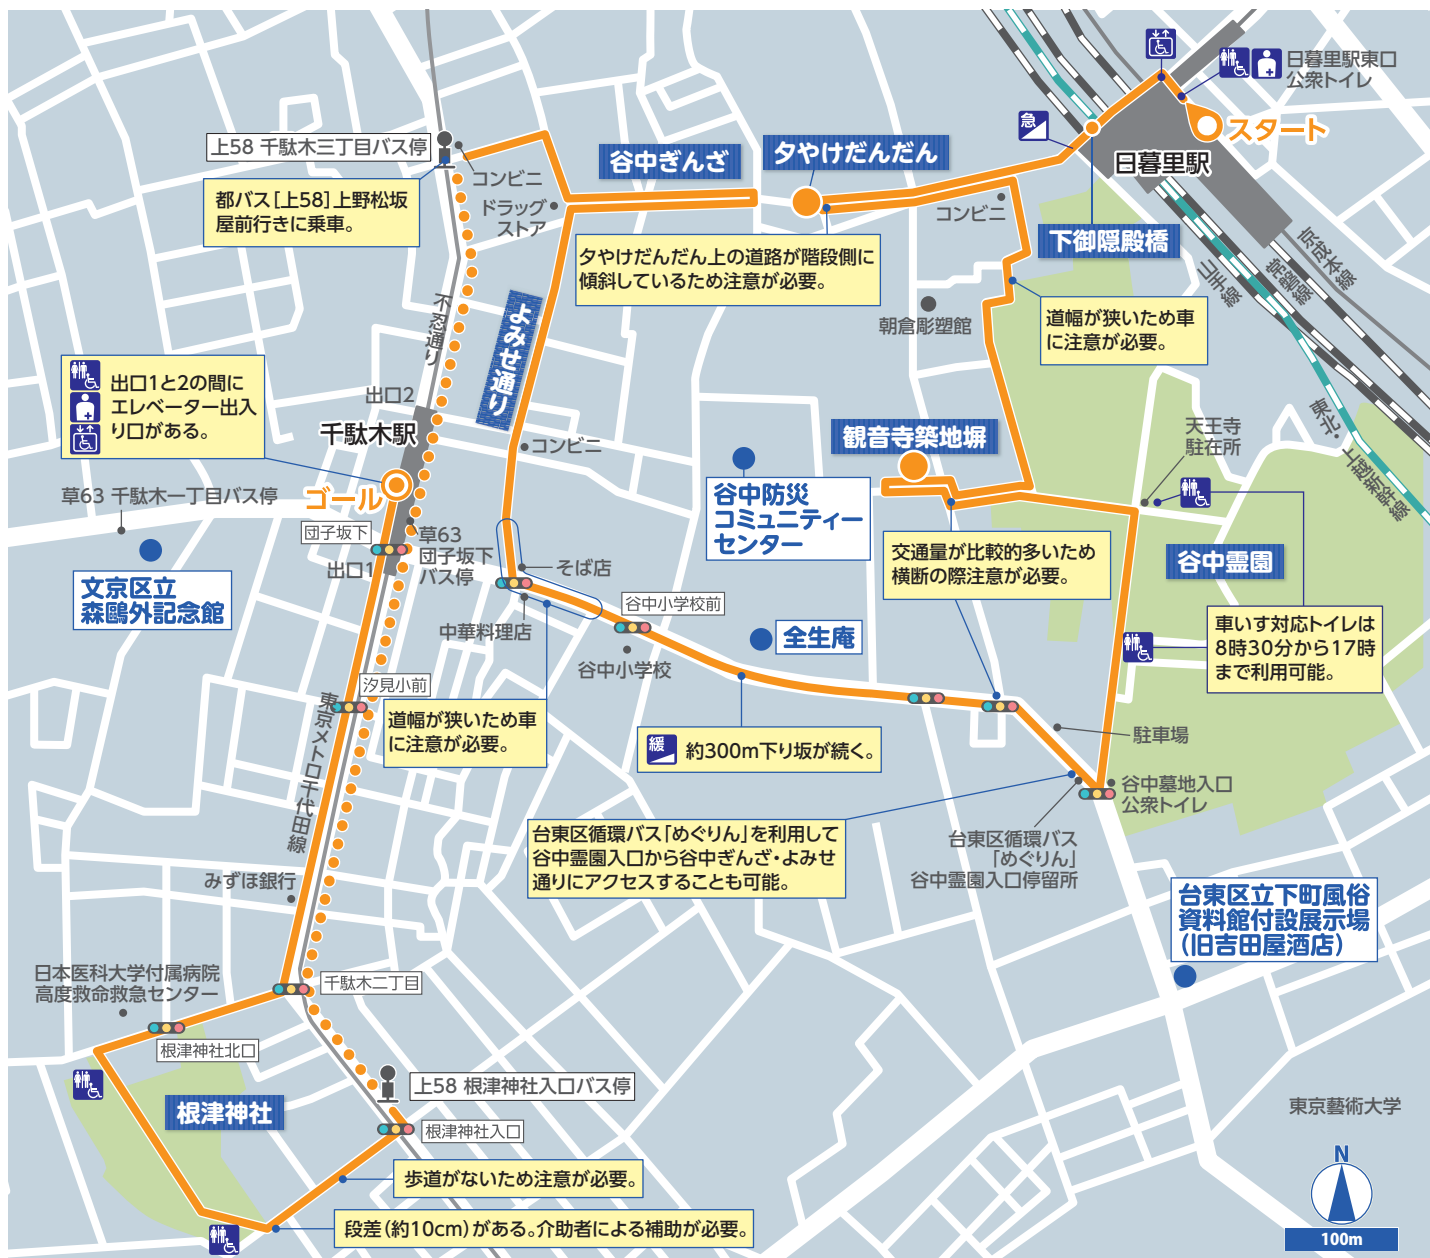 日暮里駅東口
公衆トイレ
スタート
急
日暮里駅
上58 千駄木三丁目バス停
コンビニ
谷中ぎんざ
夕やけだんだん
都バス[上58]上野松坂
屋前行きに乗車。
ドラッグ
ストア
コンビニ
下御隠殿橋
京成本線
常磐線
山手線
夕やけだんだん上の道路が階段側に
傾斜しているため注意が必要。
不忍通り
よみせ通り
朝倉彫塑館
道幅が狭いため車
に注意が必要。
出口1と2の間に
エレベーター出入
り口がある。
出口2
千駄木駅
コンビニ
観音寺築地塀
天王寺
駐在所
東北・上越新幹線
草63 千駄木一丁目バス停
ゴール
谷中防災
コミュニティー
センター
団子坂下
草63
団子坂下
バス停
出口1
そば店
交通量が比較的多いため
横断の際注意が必要。
谷中霊園
文京区立
森鷗外記念館
谷中小学校前
中華料理店
全生庵
車いす対応トイレは
8時30分から17時
まで利用可能。
谷中小学校
汐見小前
道幅が狭いため車
に注意が必要。
東京メトロ千代田線
緩
約300m下り坂が続く。
駐車場
谷中墓地入口
公衆トイレ
台東区循環バス「めぐりん」を利用して
谷中霊園入口から谷中ぎんざ・よみせ
通りにアクセスすることも可能。
台東区循環バス
「めぐりん」
谷中霊園入口停留所
みずほ銀行
台東区立下町風俗
資料館付設展示場
(旧吉田屋酒店)
日本医科大学付属病院
高度救命救急センター
千駄木二丁目
根津神社北口
上58 根津神社入口バス停
根津神社
根津神社入口
東京藝術大学
歩道がないため注意が必要。
段差(約10cm)がある。介助者による補助が必要。
N
100m